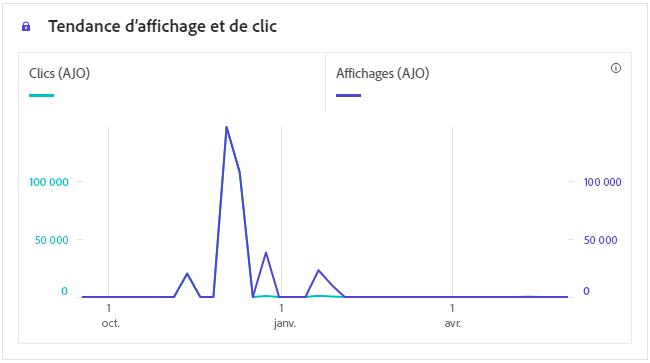 Tendance d’affichage et de clic
Clics (AJO)
Affichages (AJO)
100 000
100 000
50 000
50 000
0
0
1
1
1
oct.
janv.
avr.